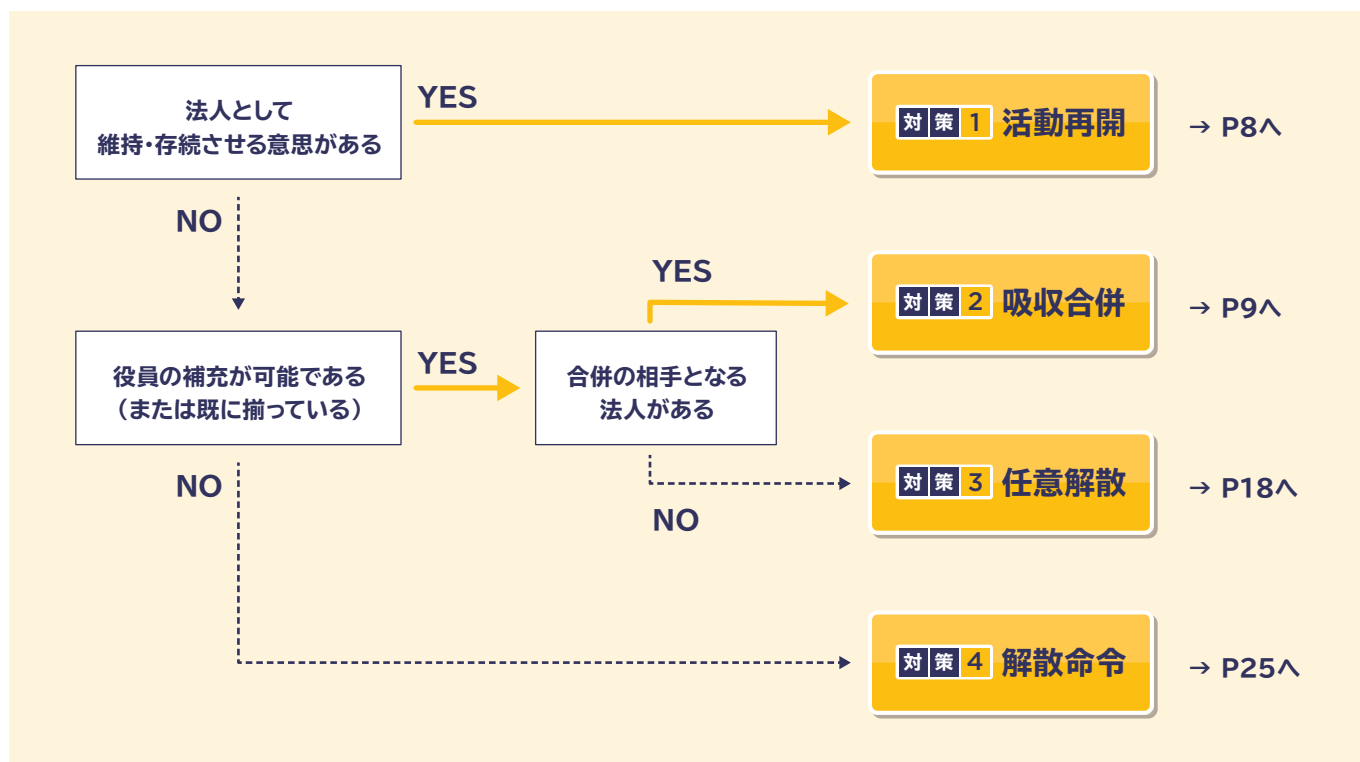 法人として
維持・存続させる意思がある
YES
対策1 活動再開
→ P8へ
NO
YES
対策2 吸収合併
→ P9へ
役員の補充が可能である
（または既に揃っている）
YES
合併の相手となる
法人がある
NO
NO
対策3 任意解散
→ P18へ
対策4 解散命令
→ P25へ